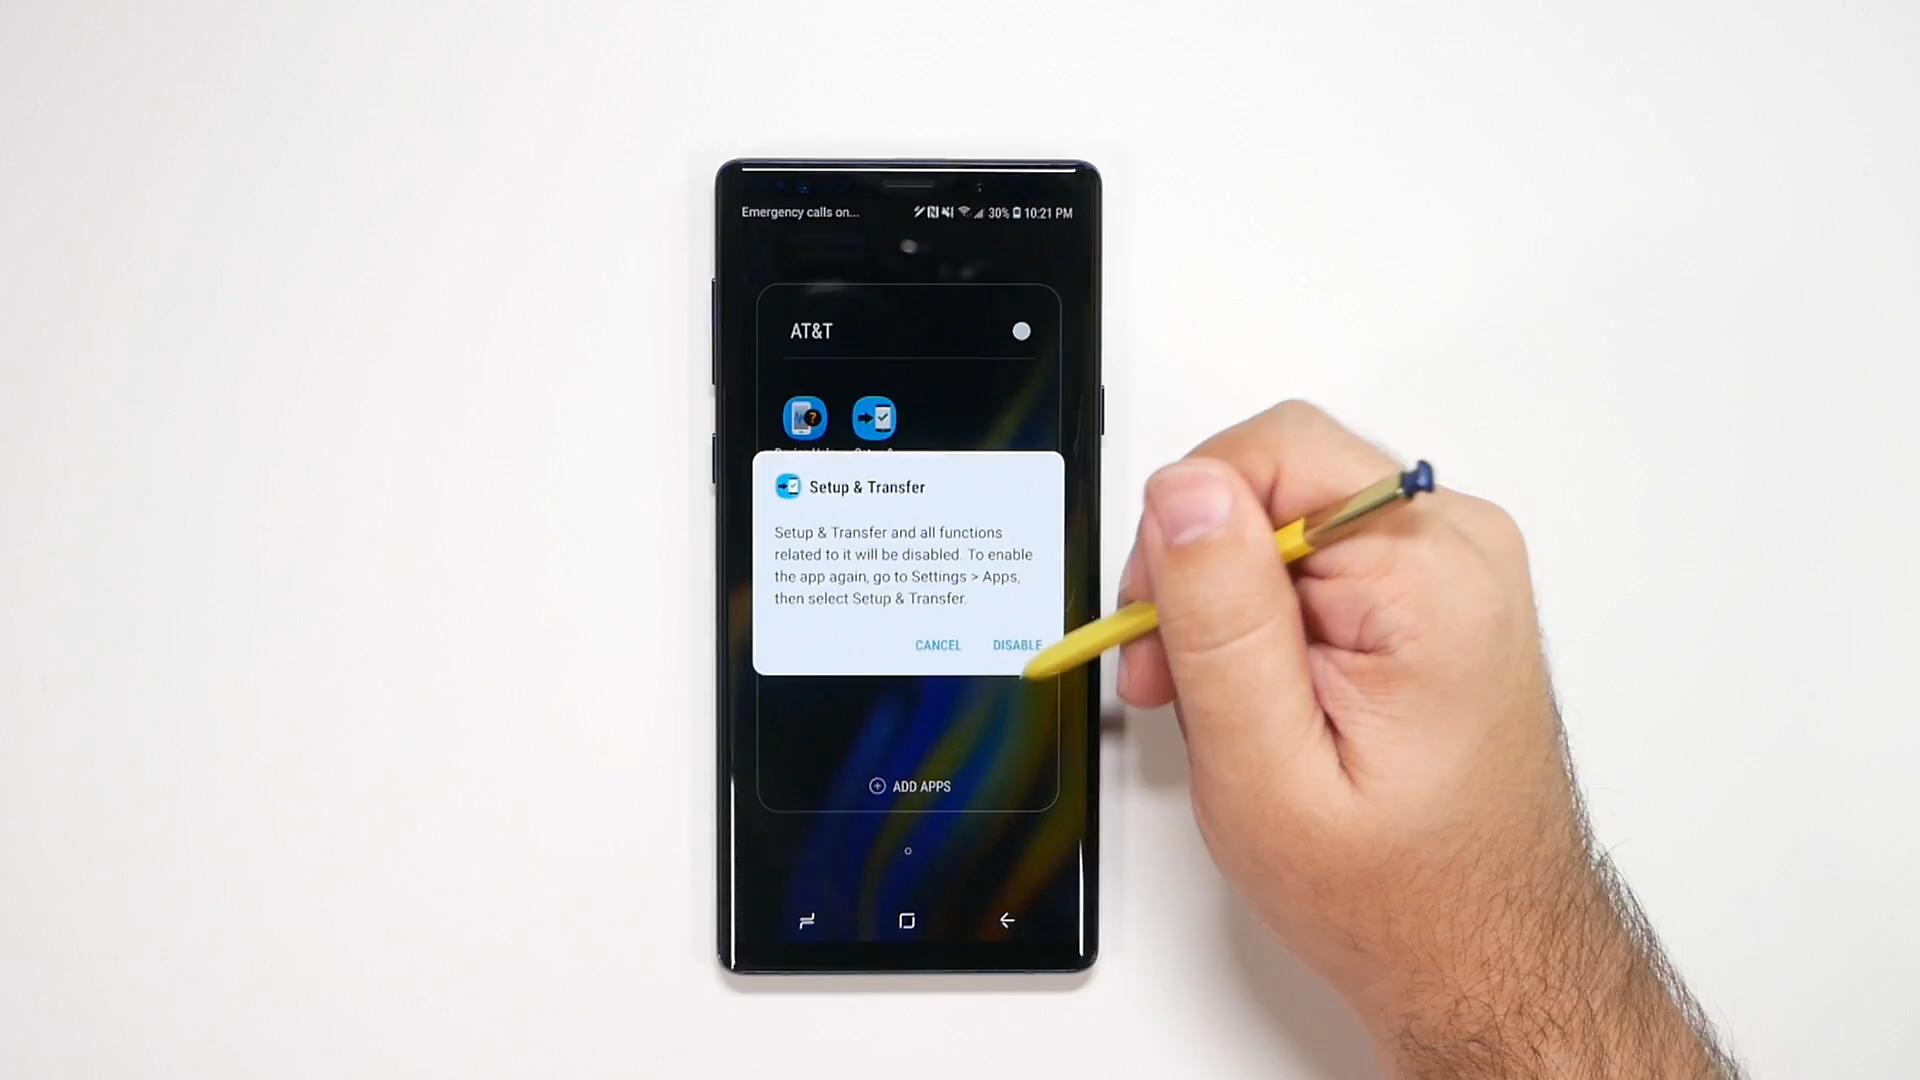 Emergency calls on...
30% 10:21 PM
AT&T
?
Setup & Transfer
Setup & Transfer and all functions
related to it will be disabled. To enable
the app again, go to Settings > Apps,
then select Setup & Transfer.
CANCEL DISABLE
ADD APPS